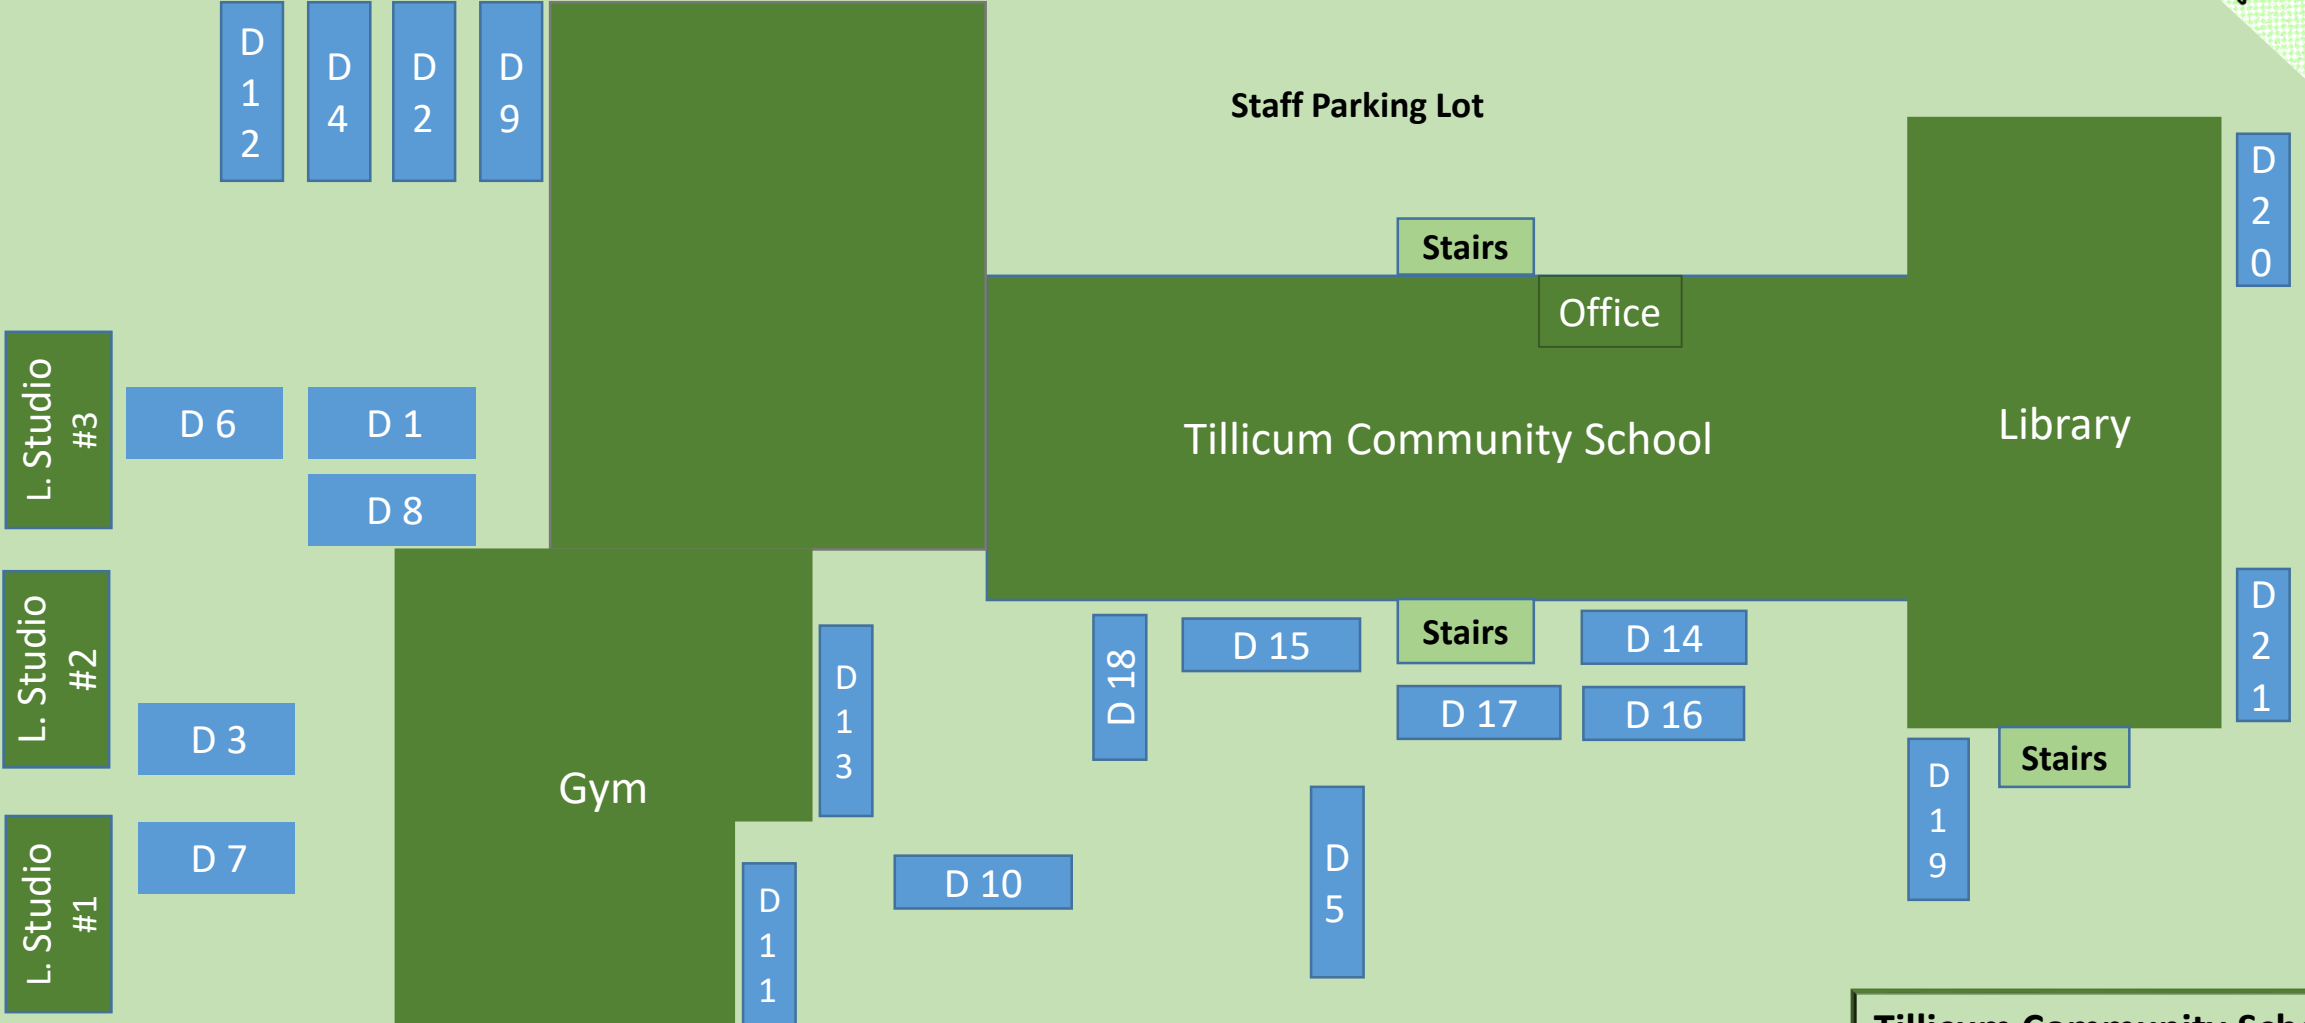 D 12
D 4
D 2
D 9
Staff Parking Lot
D 20
Stairs
Office
L. Studio
#3
D 6
D 1
Tillicum Community School
Library
D 8
L. Studio
#2
D 13
D 18
D 15
Stairs
D 14
D 21
D 3
D 17
D 16
Gym
Stairs
D 19
L. Studio
#1
D 7
D 11
D 10
D 5
Tillicum Community